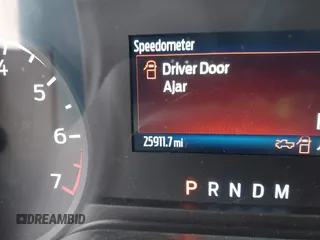 Speedometer
Driver Door
Ajar
4
5
6
7
25911.7 mi
P R N D M
DREAMBID